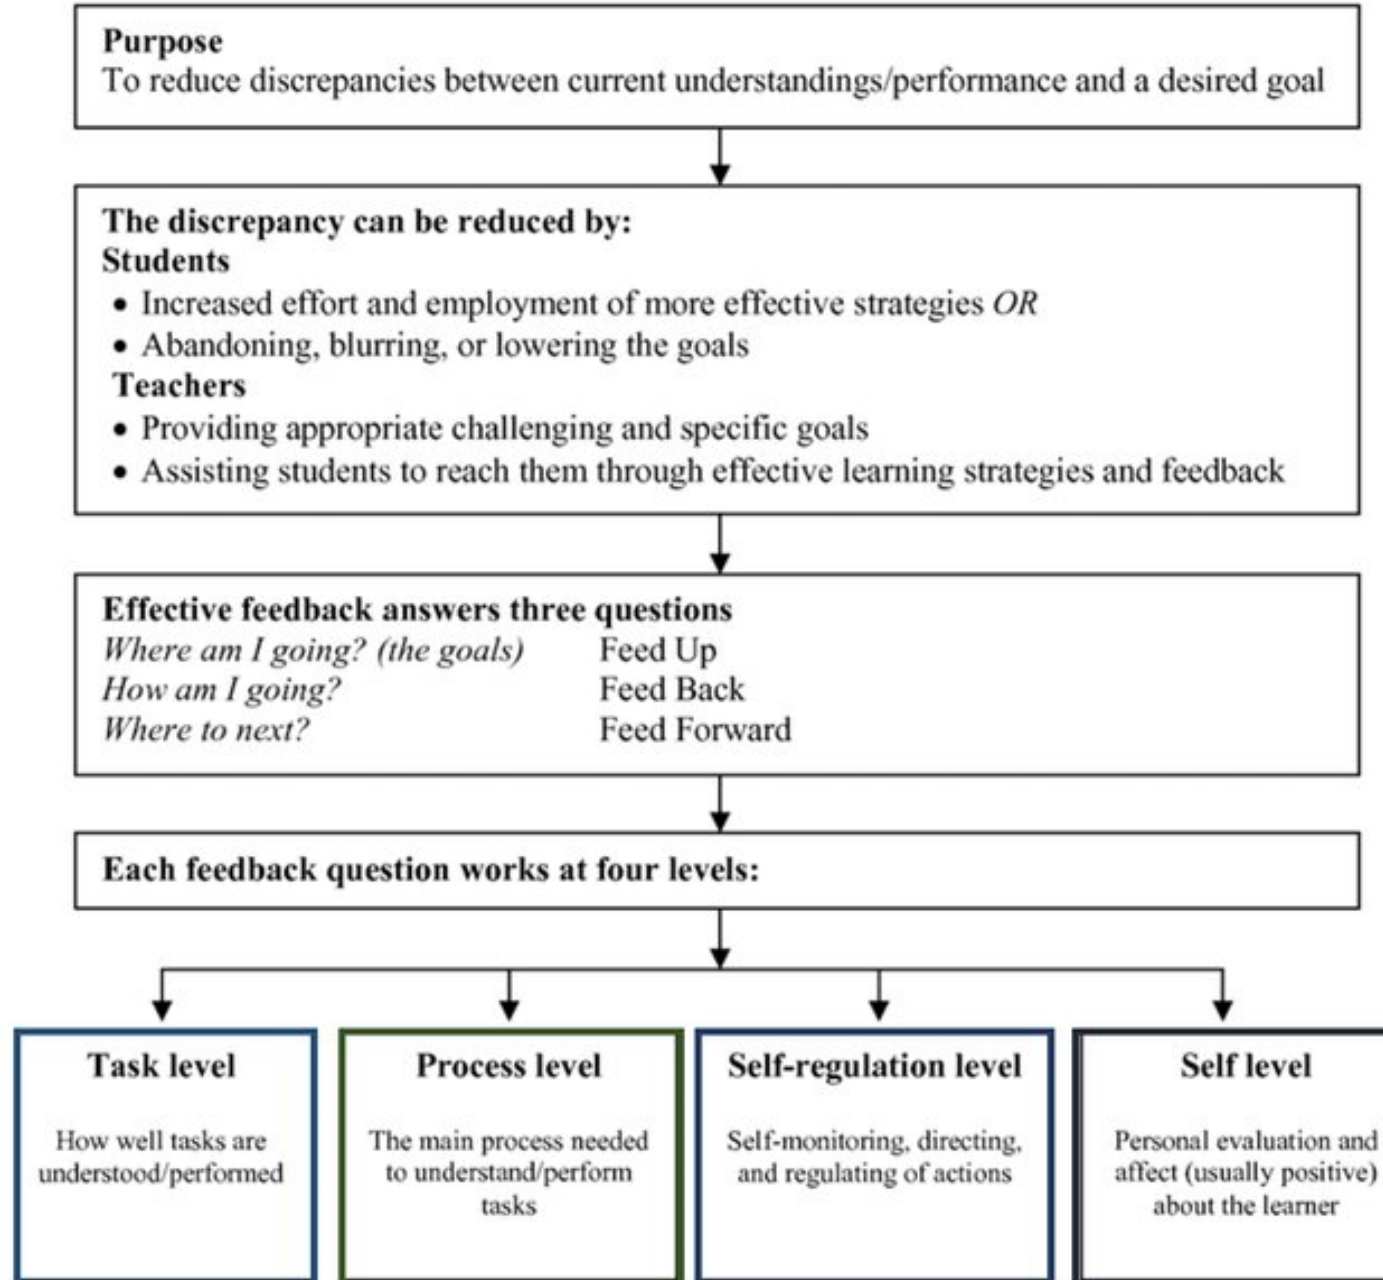 Purpose
To reduce discrepancies between current understandings/performance and a desired goal
The discrepancy can be reduced by:
Students
• Increased effort and employment of more effective strategies OR
• Abandoning, blurring, or lowering the goals
Teachers
• Providing appropriate challenging and specific goals
• Assisting students to reach them through effective learning strategies and feedback
Effective feedback answers three questions
Where am I going? (the goals) Feed Up
How am I going? Feed Back
Where to next? Feed Forward
Each feedback question works at four levels:
Task level
How well tasks are
understood/performed
Process level
The main process needed
to understand/perform
tasks
Self-regulation level
Self-monitoring, directing,
and regulating of actions
Self level
Personal evaluation and
affect (usually positive)
about the learner